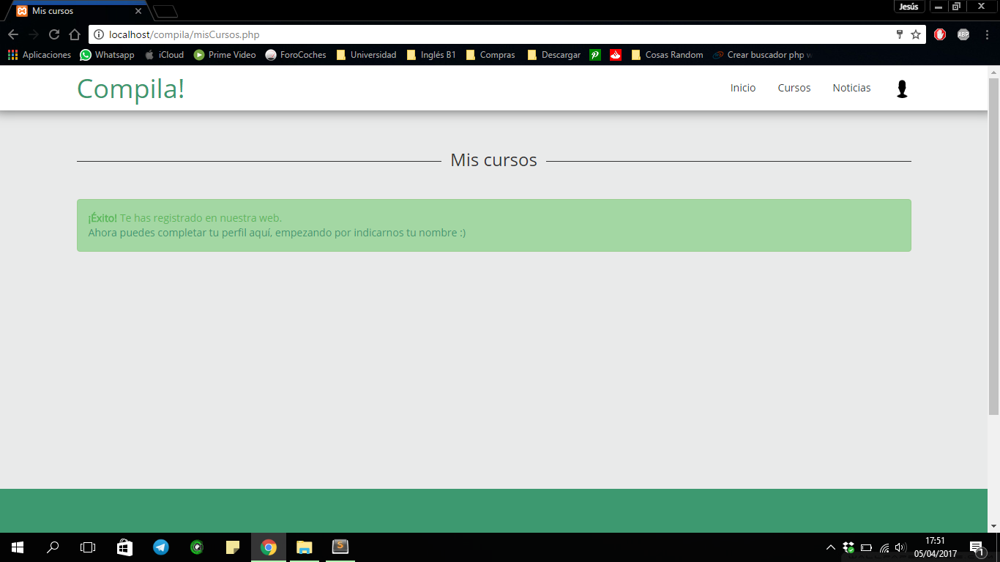 Mis cursos
Jesús
localhost/compila/misCursos.php
ABP
Aplicaciones Whatsapp iCloud Prime Video ForoCoches Universidad Inglés B1 Compras Descargar Cosas Random Crear buscador php w
Compila!
Inicio Cursos Noticias
Mis cursos
¡Éxito! Te has registrado en nuestra web.
Ahora puedes completar tu perfil aquí, empezando por indicarnos tu nombre :)
S
17:51
05/04/2017
1